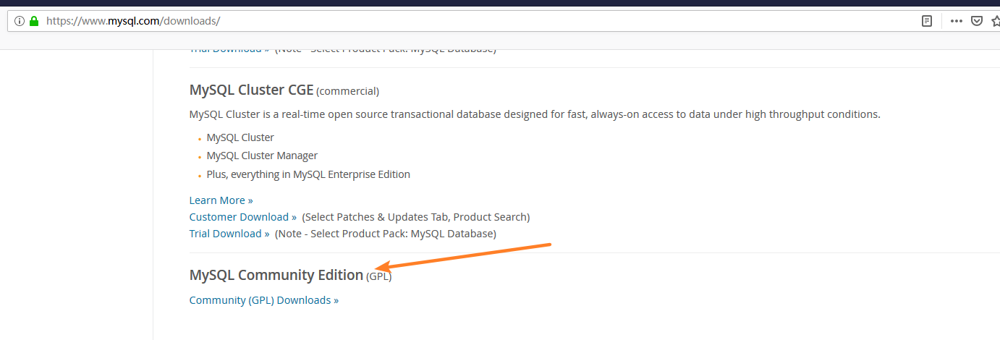 https://www.mysql.com/downloads/
Trial Download » (Note - Select Product Pack: MySQL Database)
MySQL Cluster CGE (commercial)
MySQL Cluster is a real-time open source transactional database designed for fast, always-on access to data under high throughput conditions.
MySQL Cluster
MySQL Cluster Manager
Plus, everything in MySQL Enterprise Edition
Learn More »
Customer Download » (Select Patches & Updates Tab, Product Search)
Trial Download » (Note - Select Product Pack: MySQL Database)
MySQL Community Edition (GPL)
Community (GPL) Downloads »